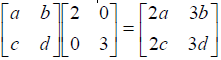 [a b; c d] [2 0; 0 3] = [2a 3b; 2c 3d]